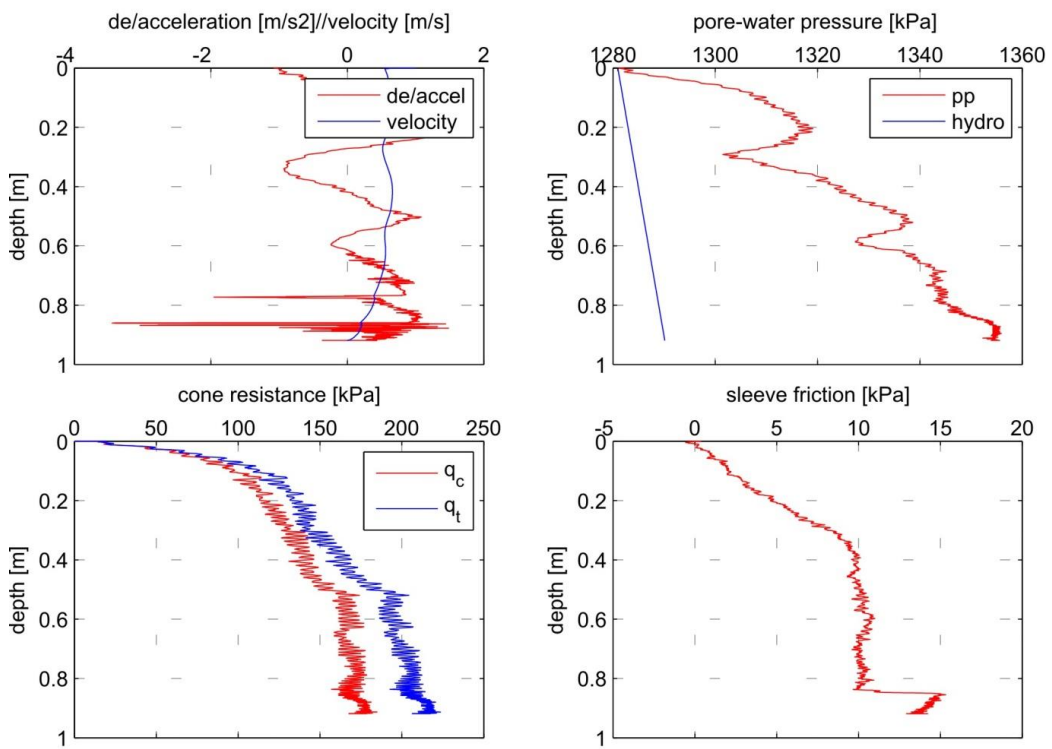 de/acceleration [m/s2]//velocity [m/s]
-4 -2 0 2
0
0.2
0.4
0.6
0.8
1
depth [m]
de/accel
velocity
pore-water pressure [kPa]
1280 1300 1320 1340 1360
0
0.2
0.4
0.6
0.8
1
depth [m]
pp
hydro
cone resistance [kPa]
0 50 100 150 200 250
0
0.2
0.4
0.6
0.8
1
depth [m]
q_c
q_t
sleeve friction [kPa]
-5 0 5 10 15 20
0
0.2
0.4
0.6
0.8
1
depth [m]